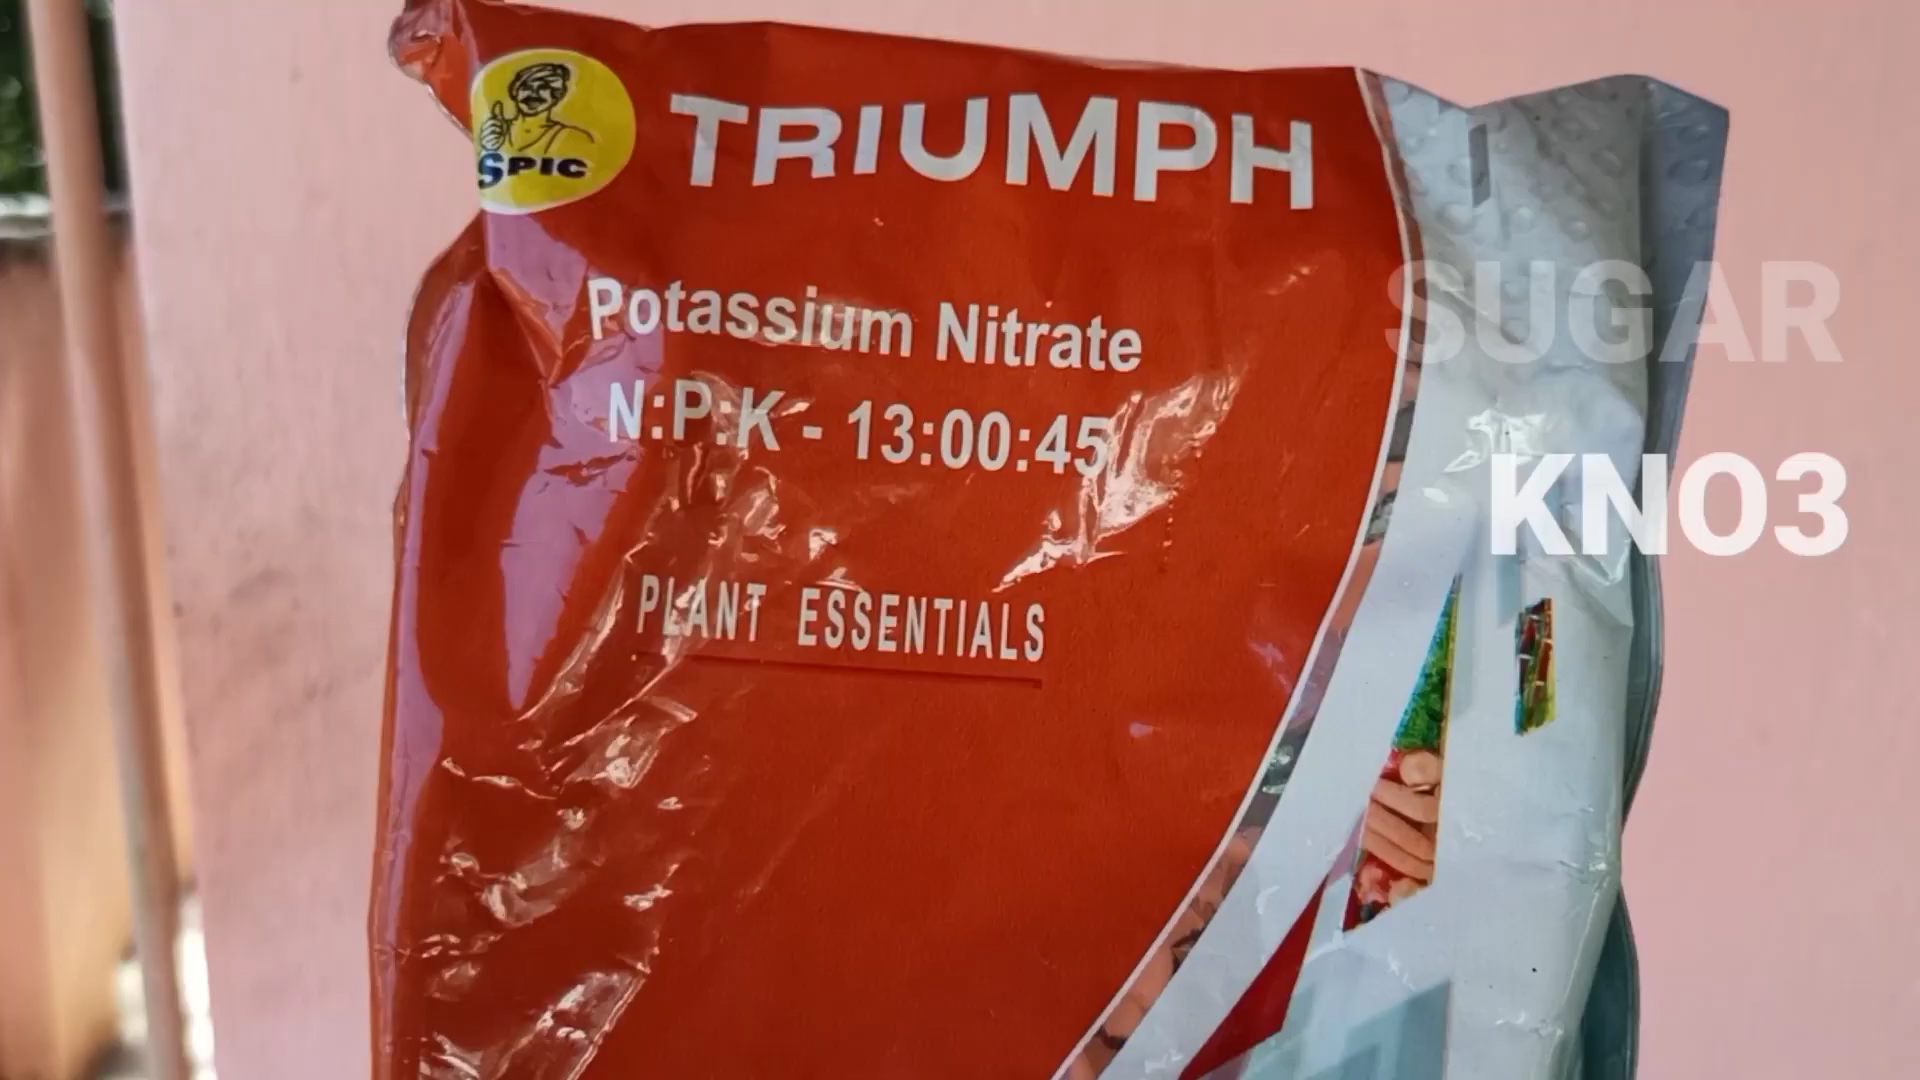 SPIC
TRIUMPH
Potassium Nitrate
N:P:K - 13:00:45
PLANT ESSENTIALS
SUGAR
KNO3